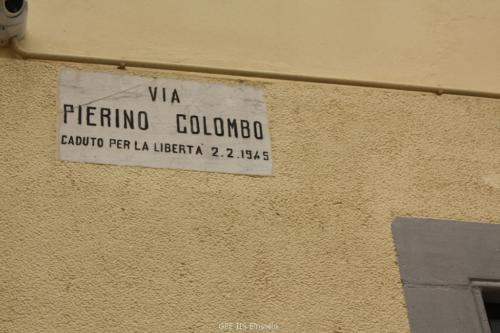 VIA
PIERINO COLOMBO
CADUTO PER LA LIBERTA' 2.2.1945